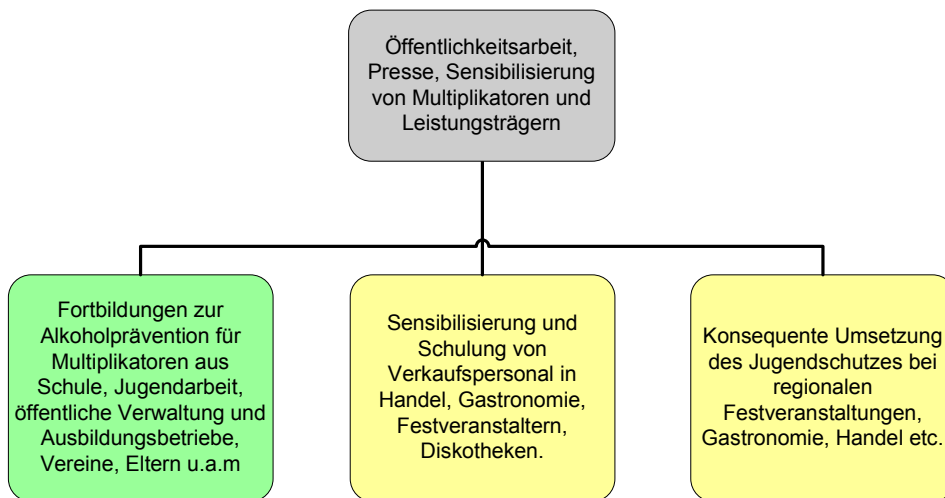 Öffentlichkeitsarbeit,
Presse, Sensibilisierung
von Multiplikatoren und
Leistungsträgern
Fortbildungen zur
Alkoholprävention für
Multiplikatoren aus
Schule, Jugendarbeit,
öffentliche Verwaltung und
Ausbildungsbetriebe,
Vereine, Eltern u.a.m
Sensibilisierung und
Schulung von
Verkaufspersonal in
Handel, Gastronomie,
Festveranstaltern,
Diskotheken.
Konsequente Umsetzung
des Jugendschutzes bei
regionalen
Festveranstaltungen,
Gastronomie, Handel etc.